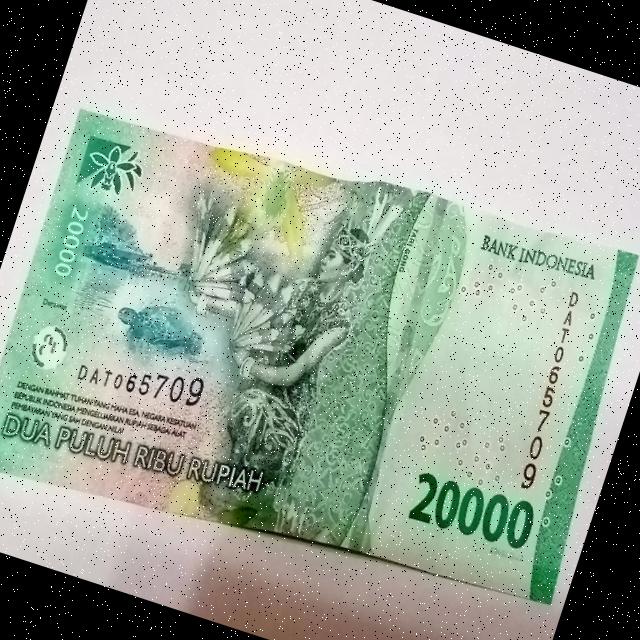 20000
BANK INDONESIA
DAT065709
DAT065709
DENGAN RAHMAT TUHAN YANG MAHA ESA, NEGARA KESATUAN
REPUBLIK INDONESIA MENGELUARKAN RUPIAH SEBAGAI ALAT
PEMBAYARAN YANG SAH DENGAN NILAI
DUA PULUH RIBU RUPIAH
20000